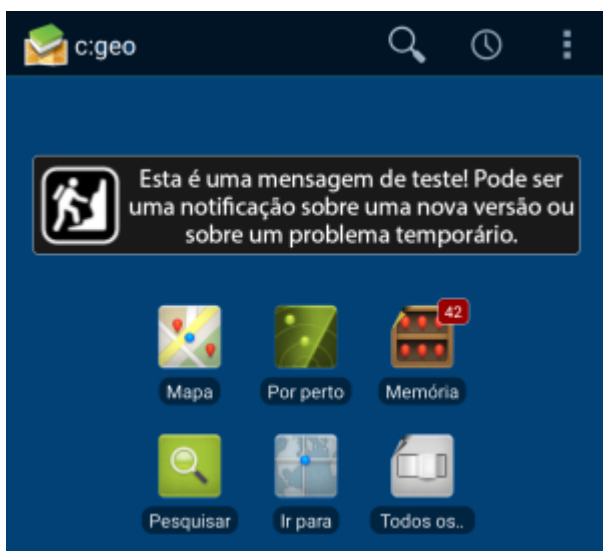 c:geo
Esta é uma mensagem de teste! Pode ser
uma notificação sobre uma nova versão ou
sobre um problema temporário.
42
Mapa
Por perto
Memória
Pesquisar
Ir para
Todos os..